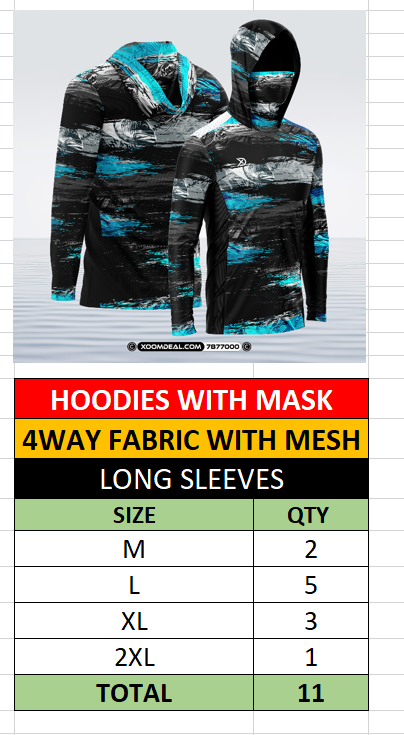 XOOMDEAL.COM 7877000
HOODIES WITH MASK
4WAY FABRIC WITH MESH
LONG SLEEVES
SIZE QTY
M 2
L 5
XL 3
2XL 1
TOTAL 11